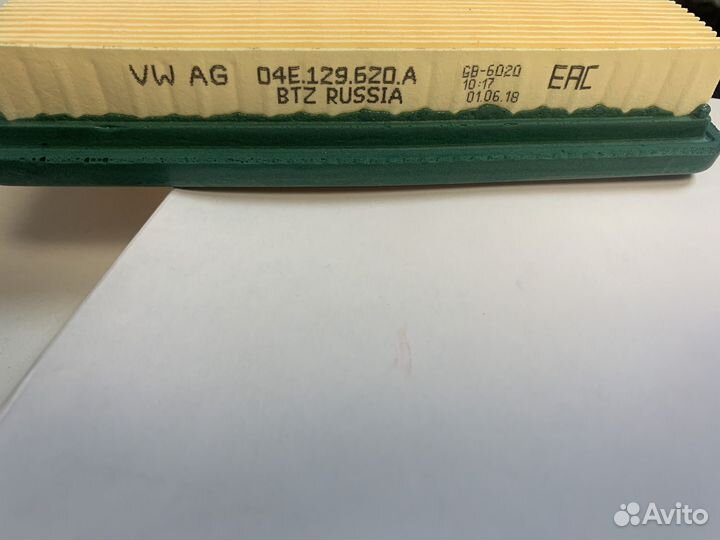 VW AG 04E.129.620.A GB-6020 EAC
BTZ RUSSIA 10:17
01.06.18
Avito